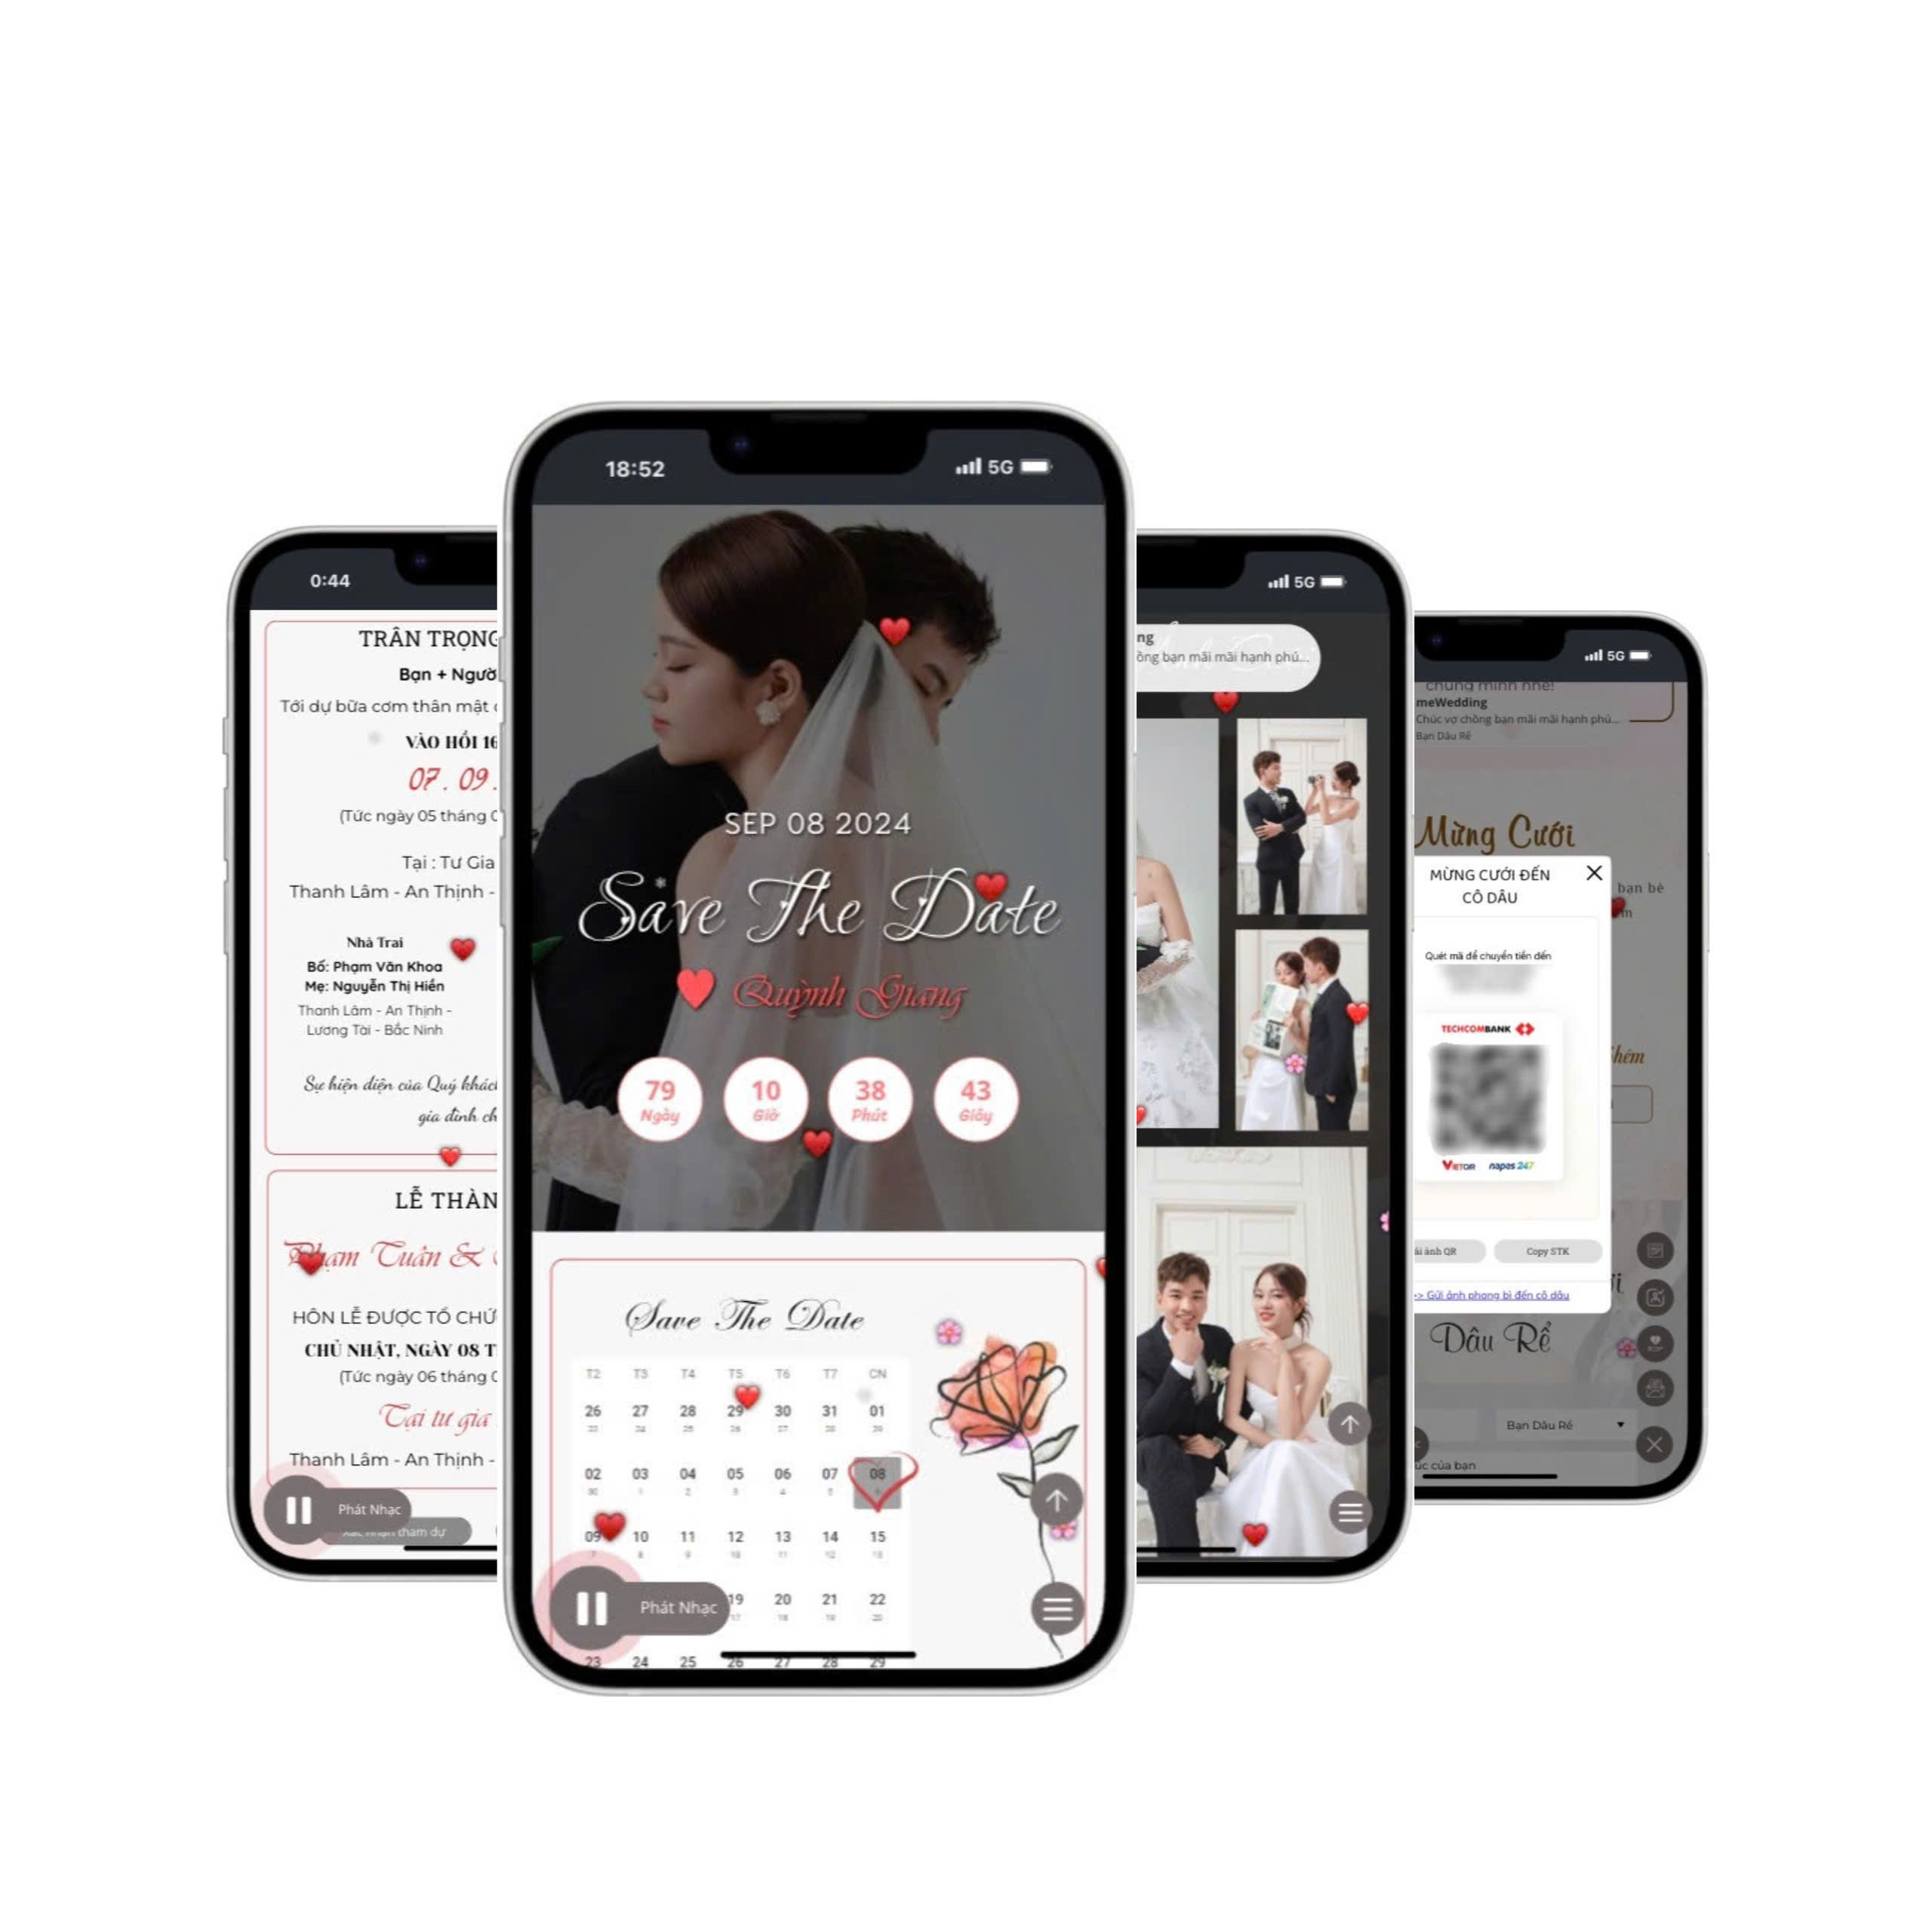 0:44
TRÂN TRỌNG
Bạn + Ngườ
Tới dự bữa cơm thân mật
VÀO HỒI 16
07 . 09 .
(Tức ngày 05 tháng 0
Tại : Tư Gia
Thanh Lâm - An Thịnh -
Nhà Trai
Bố: Phạm Văn Khoa
Mẹ: Nguyễn Thị Hiền
Thanh Lâm - An Thịnh -
Lương Tài - Bắc Ninh
Sự hiện diện của Quý khác
gia đình ch
LỄ THÀN
Phạm Tuân &
HÔN LỄ ĐƯỢC TỔ CHỨ
CHỦ NHẬT, NGÀY 08 T
(Tức ngày 06 tháng 0
Tại tư gia
Thanh Lâm - An Thịnh -
Phát Nhạc
tham dự
18:52
5G
SEP 08 2024
Save The Date
Quỳnh Giang
79 10 38 43
Ngày Giờ Phút Giây
Save The Date
T2 T3 T4 T5 T6 T7 CN
26 27 28 29 30 31 01
02 03 04 05 06 07 08
09 10 11 12 13 14 15
19 20 21 22
Phát Nhạc
23 24 25 26 27 28 29
5G
ng
ồng bạn mãi mãi hạnh phú...
5G
chúng mình nhé!
meWedding
Chúc vợ chồng bạn mãi mãi hạnh phú...
Bạn Dâu Rể
Mừng Cưới
bạn bè
MỪNG CƯỚI ĐẾN
CÔ DÂU
Quét mã để chuyển tiền đến
TECHCOMBANK
VIETQR napas 247
ải ảnh QR
Copy STK
>> Gửi ảnh phong bì đến cô dâu
Dâu Rể
Bạn Dâu Rể
úc của bạn